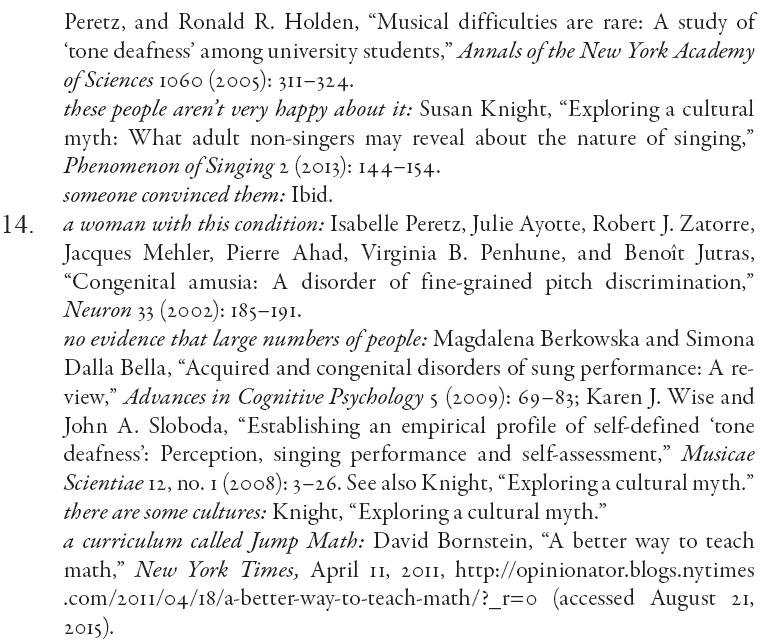 Peretz, and Ronald R. Holden, “Musical difficulties are rare: A study of
‘tone deafness’ among university students,” Annals of the New York Academy
of Sciences 1060 (2005): 311–324.
these people aren’t very happy about it: Susan Knight, “Exploring a cultural
myth: What adult non-singers may reveal about the nature of singing,”
Phenomenon of Singing 2 (2013): 144–154.
someone convinced them: Ibid.
14. a woman with this condition: Isabelle Peretz, Julie Ayotte, Robert J. Zatorre,
Jacques Mehler, Pierre Ahad, Virginia B. Penhune, and Benoît Jutras,
“Congenital amusia: A disorder of fine-grained pitch discrimination,”
Neuron 33 (2002): 185–191.
no evidence that large numbers of people: Magdalena Berkowska and Simona
Dalla Bella, “Acquired and congenital disorders of sung performance: A re-
view,” Advances in Cognitive Psychology 5 (2009): 69–83; Karen J. Wise and
John A. Sloboda, “Establishing an empirical profile of self-defined ‘tone
deafness’: Perception, singing performance and self-assessment,” Musicae
Scientiae 12, no. 1 (2008): 3–26. See also Knight, “Exploring a cultural myth.”
there are some cultures: Knight, “Exploring a cultural myth.”
a curriculum called Jump Math: David Bornstein, “A better way to teach
math,” New York Times, April 11, 2011, http://opinionator.blogs.nytimes
.com/2011/04/18/a-better-way-to-teach-math/?_r=0 (accessed August 21,
2015).